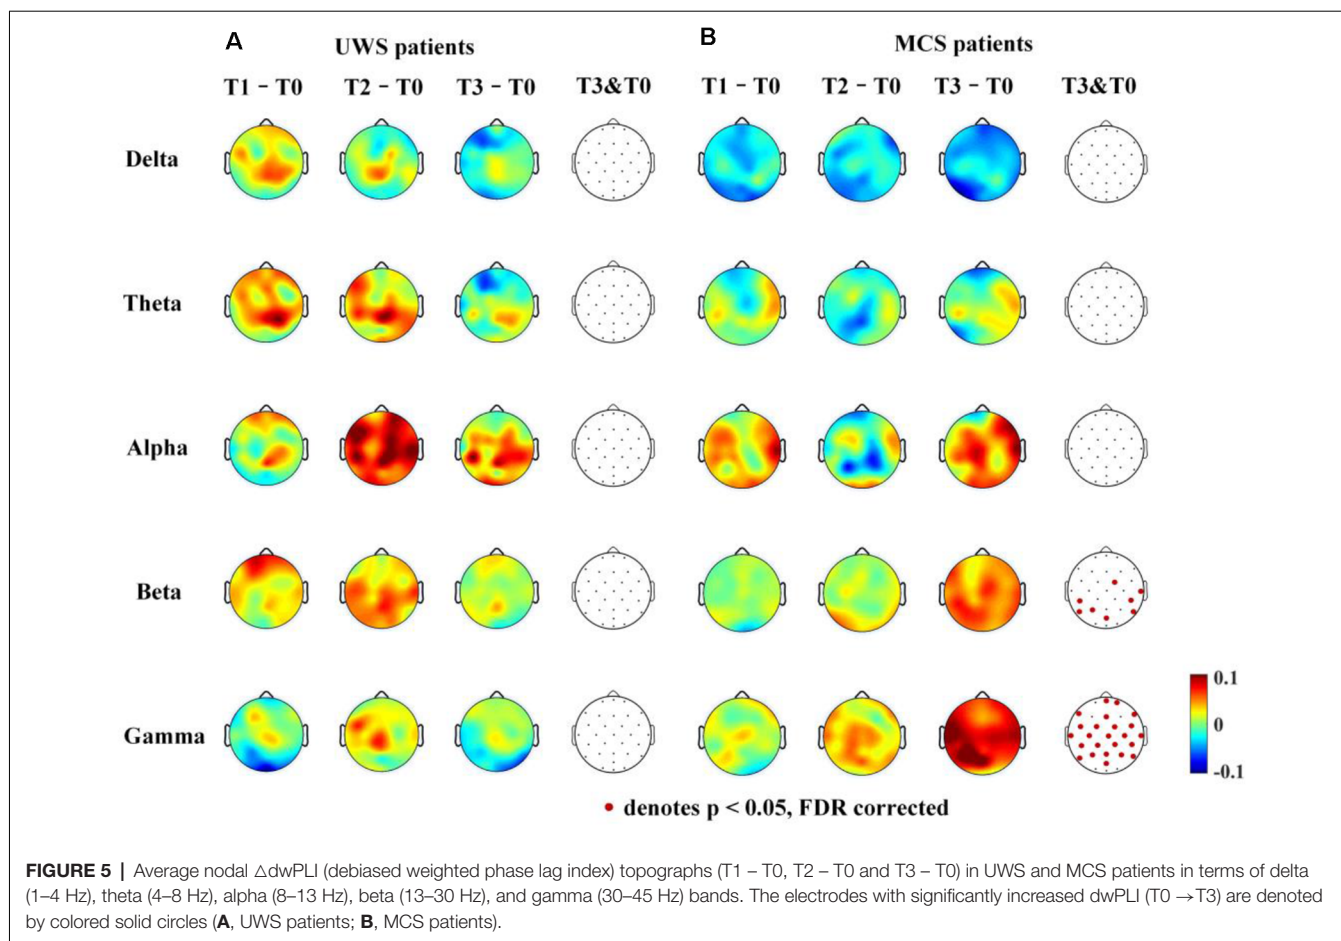 A
UWS patients
B
MCS patients
T1 – T0 T2 – T0 T3 – T0 T3&T0 T1 – T0 T2 – T0 T3 – T0 T3&T0
Delta
Theta
Alpha
Beta
Gamma
0.1
0
-0.1
denotes p < 0.05, FDR corrected
FIGURE 5 | Average nodal △dwPLI (debiased weighted phase lag index) topographs (T1 – T0, T2 – T0 and T3 – T0) in UWS and MCS patients in terms of delta
(1–4 Hz), theta (4–8 Hz), alpha (8–13 Hz), beta (13–30 Hz), and gamma (30–45 Hz) bands. The electrodes with significantly increased dwPLI (T0 →T3) are denoted
by colored solid circles (A, UWS patients; B, MCS patients).